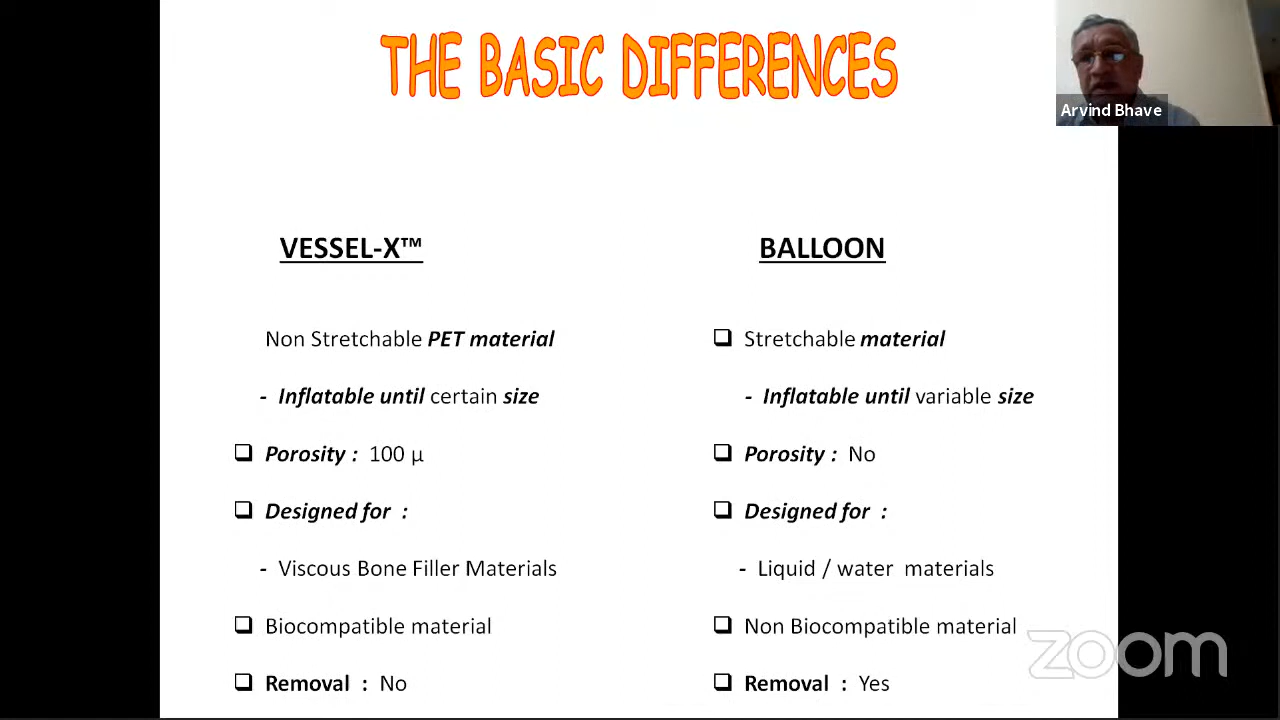 THE BASIC DIFFERENCES
Arvind Bhave
VESSEL-X™
Non Stretchable PET material
- Inflatable until certain size
❑ Porosity : 100 µ
❑ Designed for :
- Viscous Bone Filler Materials
❑ Biocompatible material
❑ Removal : No
BALLOON
❑ Stretchable material
- Inflatable until variable size
❑ Porosity : No
❑ Designed for :
- Liquid / water materials
❑ Non Biocompatible material
❑ Removal : Yes
zoom